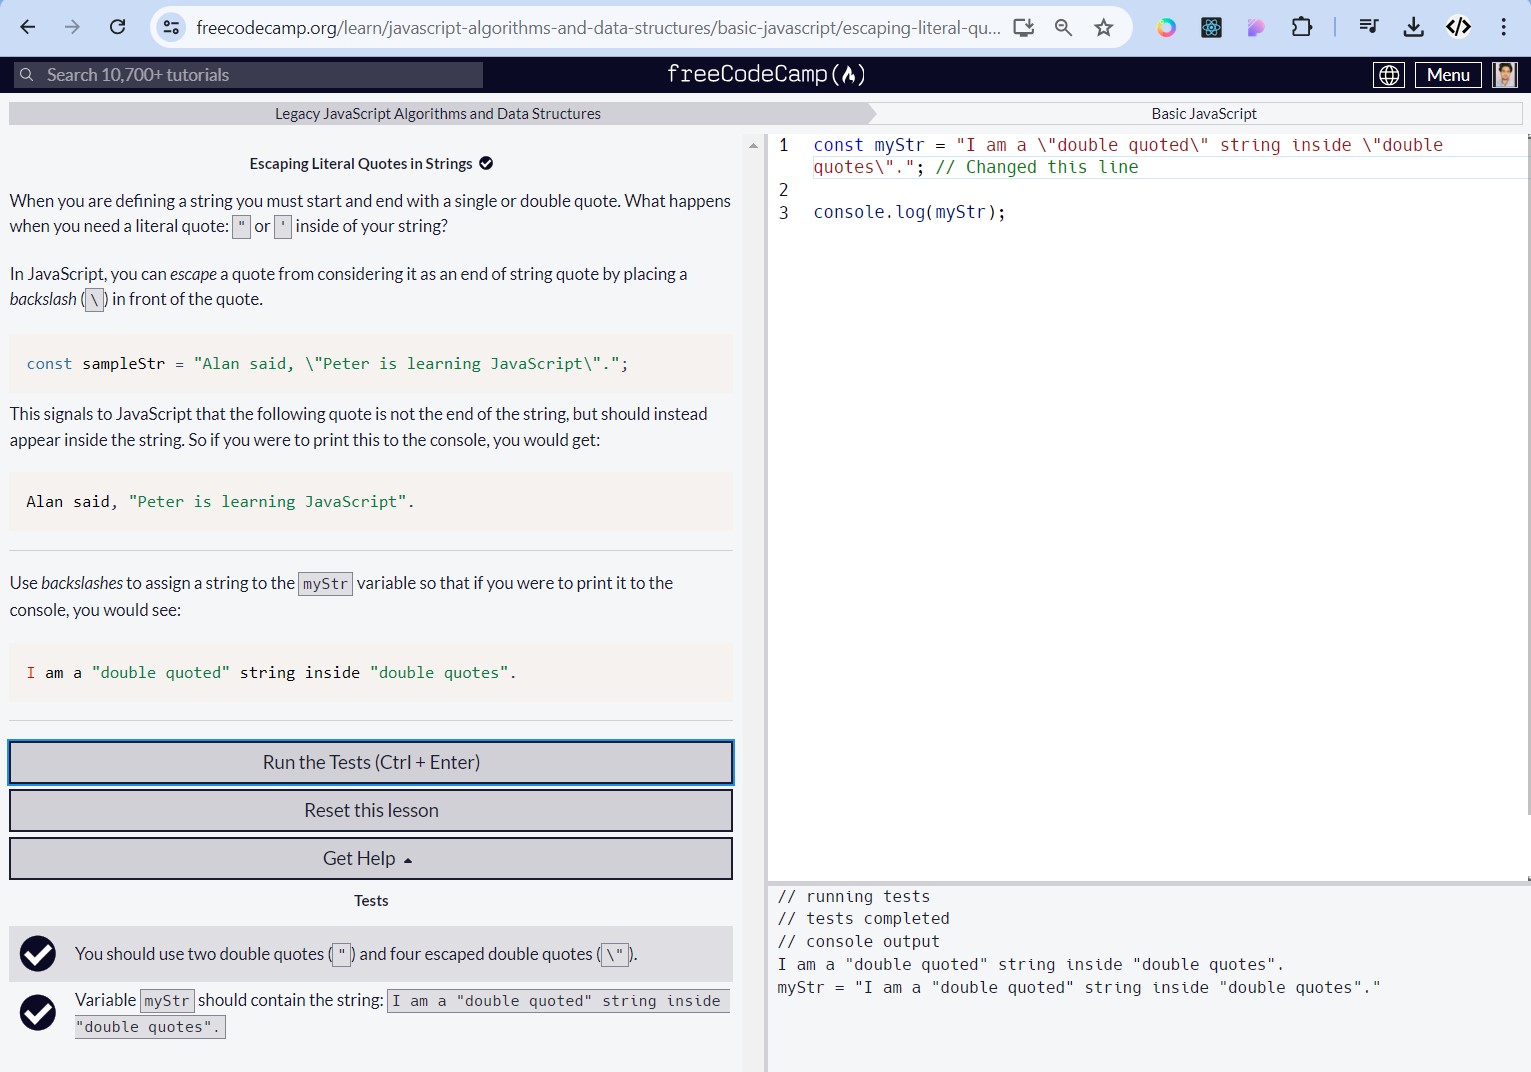 freecodecamp.org/learn/javascript-algorithms-and-data-structures/basic-javascript/escaping-literal-qu...
Search 10,700+ tutorials
freeCodeCamp
Menu
Legacy JavaScript Algorithms and Data Structures
Basic JavaScript
Escaping Literal Quotes in Strings
When you are defining a string you must start and end with a single or double quote. What happens
when you need a literal quote: " or ' inside of your string?
In JavaScript, you can escape a quote from considering it as an end of string quote by placing a
backslash (\) in front of the quote.
const sampleStr = "Alan said, \"Peter is learning JavaScript\".";
This signals to JavaScript that the following quote is not the end of the string, but should instead
appear inside the string. So if you were to print this to the console, you would get:
Alan said, "Peter is learning JavaScript".
Use backslashes to assign a string to the myStr variable so that if you were to print it to the
console, you would see:
I am a "double quoted" string inside "double quotes".
Run the Tests (Ctrl + Enter)
Reset this lesson
Get Help
Tests
You should use two double quotes (") and four escaped double quotes (\").
Variable myStr should contain the string: I am a "double quoted" string inside
"double quotes".
1 const myStr = "I am a \"double quoted\" string inside \"double
quotes\"."; // Changed this line
2
3 console.log(myStr);
// running tests
// tests completed
// console output
I am a "double quoted" string inside "double quotes".
myStr = "I am a "double quoted" string inside "double quotes"."